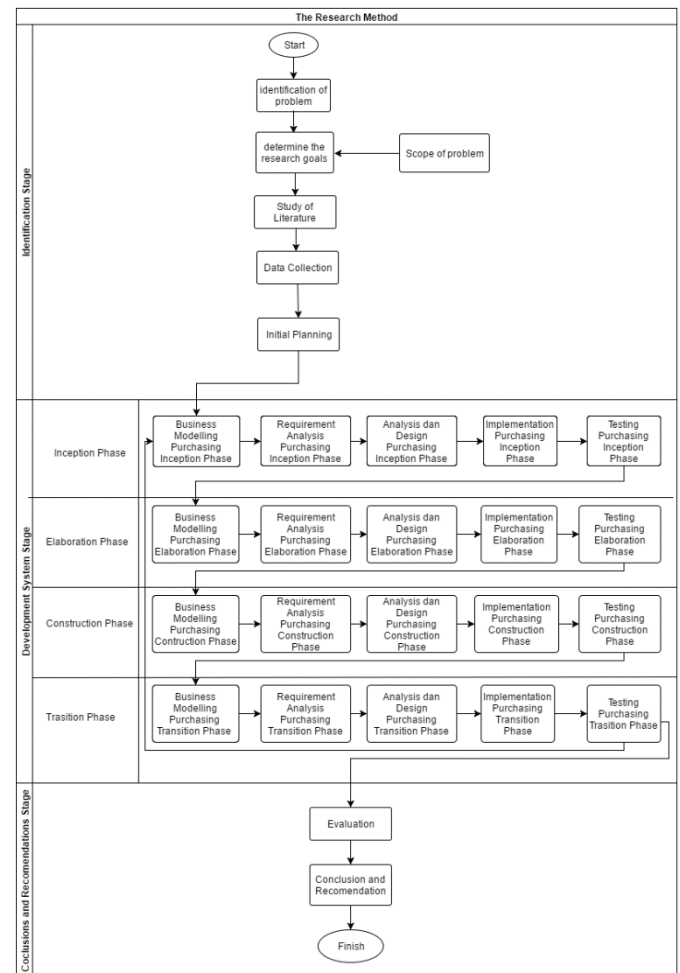 The Research Method
Identification Stage
Start
identification of
problem
determine the
research goals
Scope of problem
Study of
Literature
Data Collection
Initial Planning
Development System Stage
Inception Phase
Business
Modelling
Purchasing
Inception Phase
Requirement
Analysis
Purchasing
Inception Phase
Analysis dan
Design
Purchasing
Inception Phase
Implementation
Purchasing
Inception
Phase
Testing
Purchasing
Inception
Phase
Elaboration Phase
Business
Modelling
Purchasing
Elaboration Phase
Requirement
Analysis
Purchasing
Elaboration Phase
Analysis dan
Design
Purchasing
Elaboration Phase
Implementation
Purchasing
Elaboration
Phase
Testing
Purchasing
Elaboration
Phase
Construction Phase
Business
Modelling
Purchasing
Contruction Phase
Requirement
Analysis
Purchasing
Construction
Phase
Analysis dan
Design
Purchasing
Construction
Phase
Implementation
Purchasing
Construction
Phase
Testing
Purchasing
Construction
Phase
Trasition Phase
Business
Modelling
Purchasing
Transition Phase
Requirement
Analysis
Purchasing
Transition Phase
Analysis dan
Design
Purchasing
Transition Phase
Implementation
Purchasing
Transition
Phase
Testing
Purchasing
Trasition Phase
Coclusions and Recomendations Stage
Evaluation
Conclusion and
Recomendation
Finish